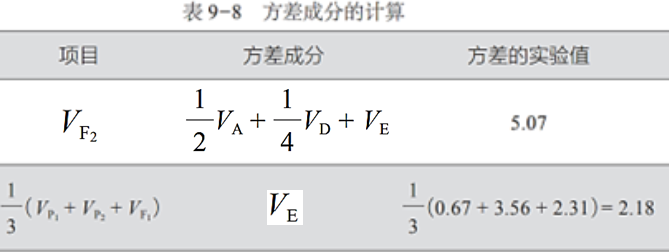 表 9-8 方差成分的计算
项目 方差成分 方差的实验值
V_{F_2} \frac{1}{2}V_A + \frac{1}{4}V_D + V_E 5.07
\frac{1}{3}(V_{P_1} + V_{P_2} + V_{F_1}) V_E \frac{1}{3}(0.67 + 3.56 + 2.31) = 2.18